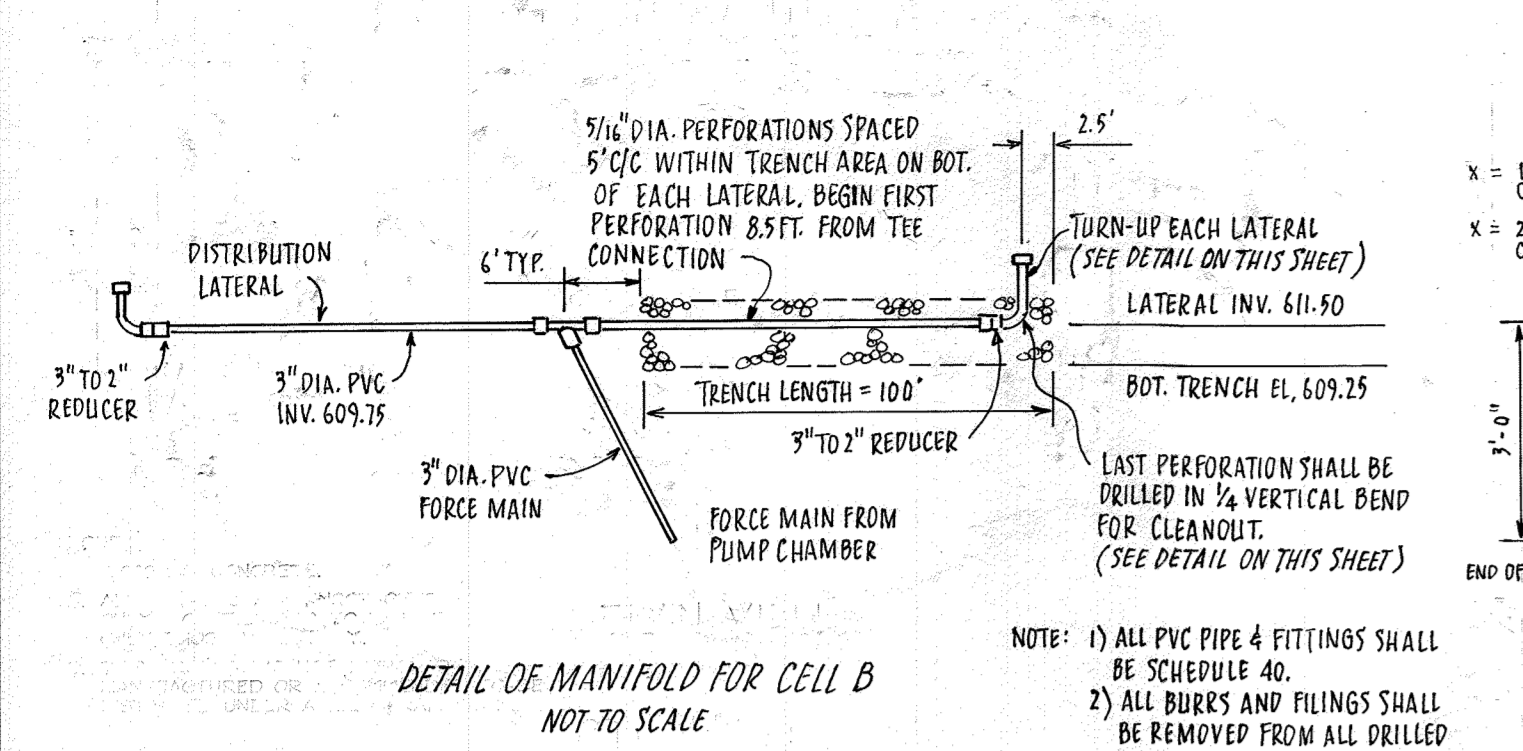 5/16" DIA. PERFORATIONS SPACED
5' C/C WITHIN TRENCH AREA ON BOT.
OF EACH LATERAL. BEGIN FIRST
PERFORATION 8.5 FT. FROM TEE
CONNECTION
2.5'
DISTRIBUTION
LATERAL
6' TYP.
TURN-UP EACH LATERAL
(SEE DETAIL ON THIS SHEET)
LATERAL INV. 611.50
3" TO 2"
REDUCER
3" DIA. PVC
INV. 609.75
TRENCH LENGTH = 100'
BOT. TRENCH EL, 609.25
3" TO 2" REDUCER
3" DIA. PVC
FORCE MAIN
FORCE MAIN FROM
PUMP CHAMBER
LAST PERFORATION SHALL BE
DRILLED IN 1/4 VERTICAL BEND
FOR CLEANOUT.
(SEE DETAIL ON THIS SHEET)
X =
X = 2
3'-0"
END OF
DETAIL OF MANIFOLD FOR CELL B
NOT TO SCALE
NOTE: 1) ALL PVC PIPE & FITTINGS SHALL
BE SCHEDULE 40.
2) ALL BURRS AND FILINGS SHALL
BE REMOVED FROM ALL DRILLED